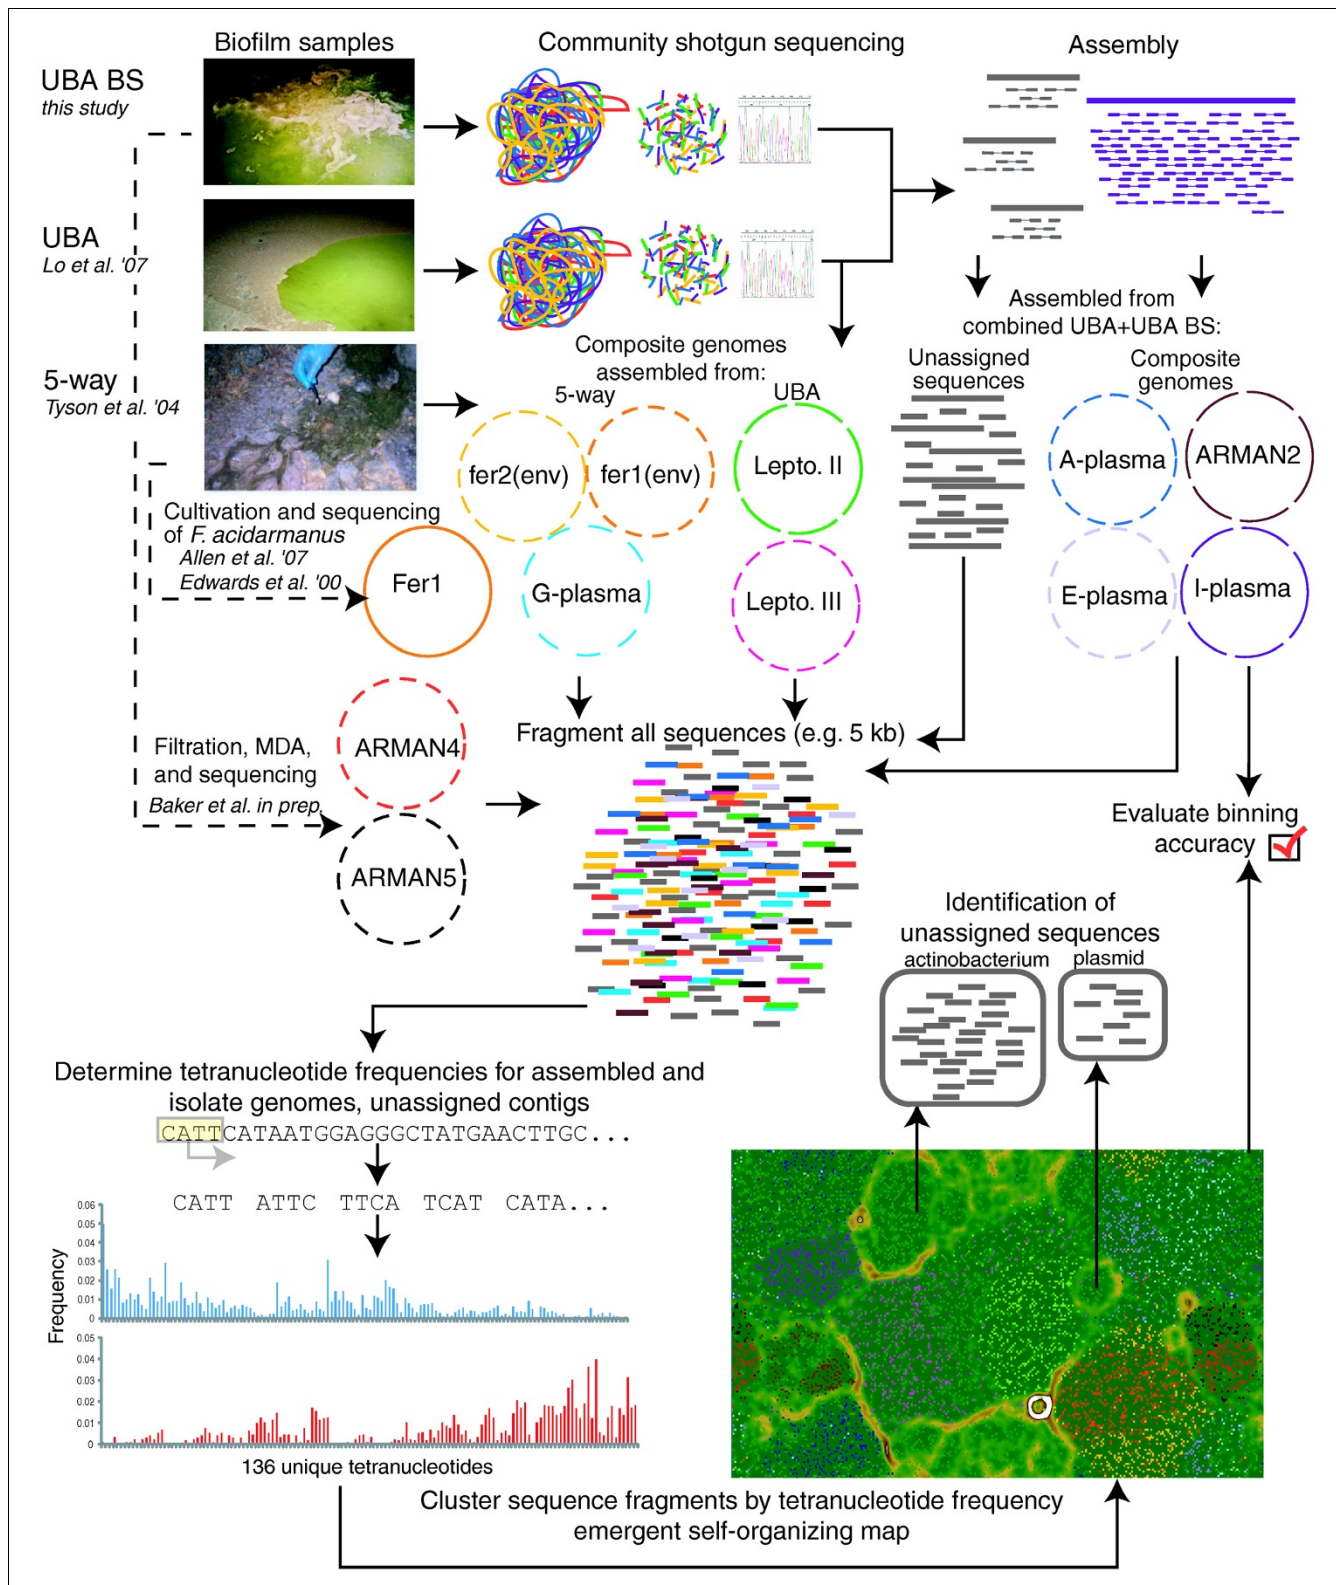 Biofilm samples
Community shotgun sequencing
Assembly
UBA BS
this study
UBA
Lo et al. '07
5-way
Tyson et al. '04
Assembled from
combined UBA+UBA BS:
Composite genomes
assembled from:
5-way
UBA
Unassigned
sequences
Composite
genomes
fer2(env)
fer1(env)
Lepto. II
A-plasma
ARMAN2
Cultivation and sequencing
of F. acidarmanus
Allen et al. '07
Edwards et al. '00
Fer1
G-plasma
Lepto. III
E-plasma
I-plasma
Filtration, MDA,
and sequencing
Baker et al. in prep.
ARMAN4
ARMAN5
Fragment all sequences (e.g. 5 kb)
Evaluate binning
accuracy
Identification of
unassigned sequences
actinobacterium
plasmid
Determine tetranucleotide frequencies for assembled and
isolate genomes, unassigned contigs
CATTCATAATGGAGGGCTATGAACTTGC...
CATT ATTC TTCA TCAT CATA...
Frequency
0.06
0.05
0.04
0.03
0.02
0.01
0
0.05
0.04
0.03
0.02
0.01
0
136 unique tetranucleotides
Cluster sequence fragments by tetranucleotide frequency
emergent self-organizing map